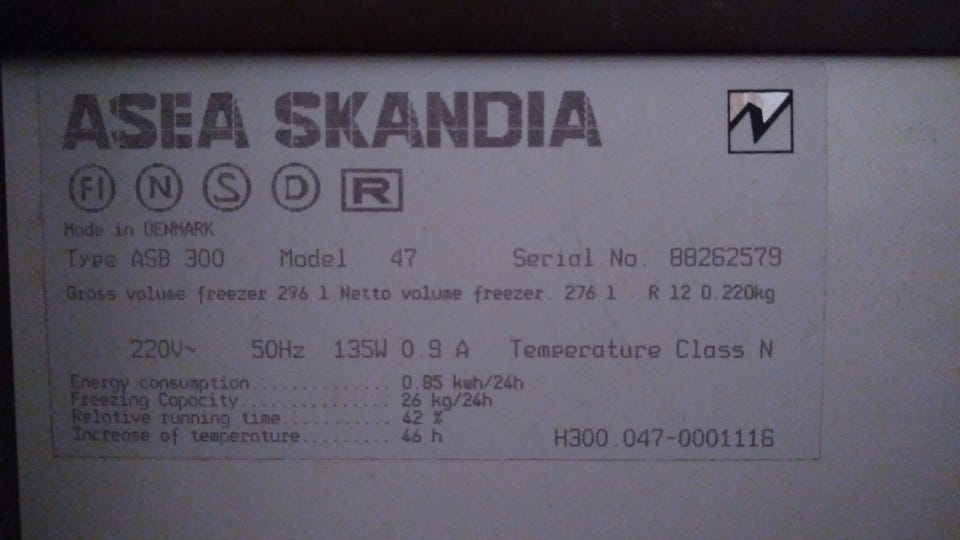 ASEA SKANDIA
N
FI N S D R
Made in DENMARK
Type ASB 300 Model 47 Serial No. 88262579
Gross volume freezer 296 l Netto volume freezer. 276 l R 12 0.220kg
220V~ 50Hz 135W 0.9 A Temperature Class N
Energy consumption.............. 0.85 kwh/24h
Freezing Capacity............... 26 kg/24h
Relative running time........... 42 %
Increase of temperature......... 46 h
H300.047-0001116